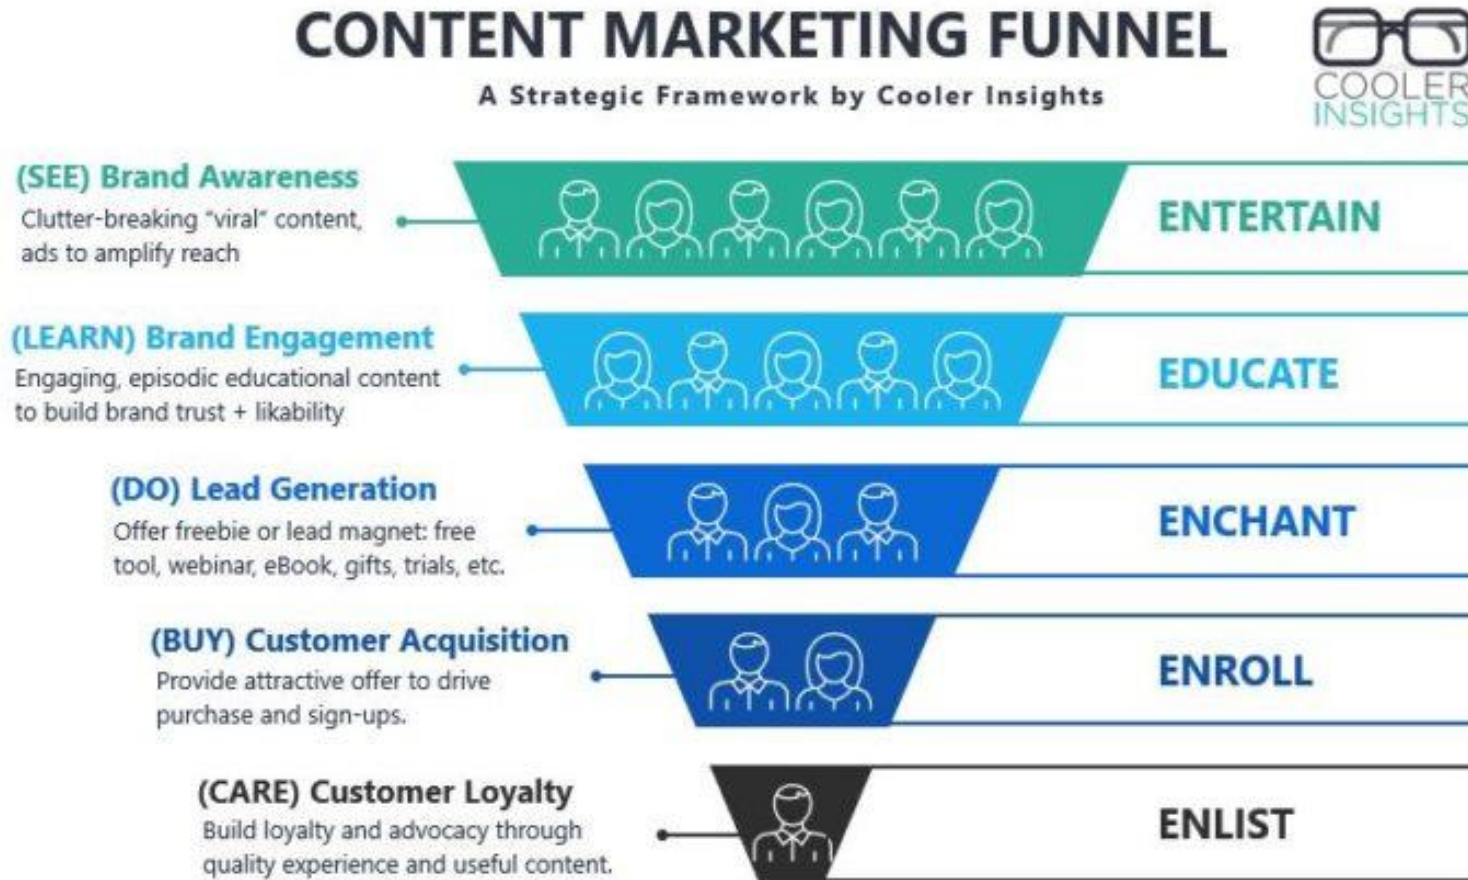 CONTENT MARKETING FUNNEL
A Strategic Framework by Cooler Insights
COOLER
INSIGHTS
(SEE) Brand Awareness
Clutter-breaking “viral” content,
ads to amplify reach
ENTERTAIN
(LEARN) Brand Engagement
Engaging, episodic educational content
to build brand trust + likability
EDUCATE
(DO) Lead Generation
Offer freebie or lead magnet: free
tool, webinar, eBook, gifts, trials, etc.
ENCHANT
(BUY) Customer Acquisition
Provide attractive offer to drive
purchase and sign-ups.
ENROLL
(CARE) Customer Loyalty
Build loyalty and advocacy through
quality experience and useful content.
ENLIST